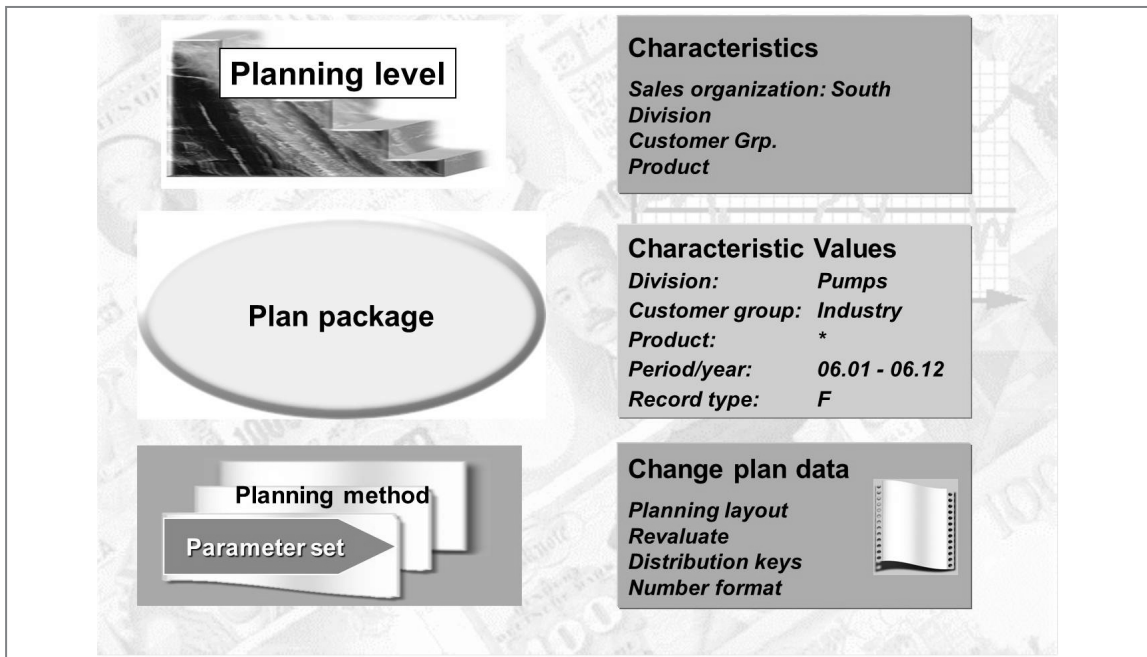 Planning level
Characteristics
Sales organization: South
Division
Customer Grp.
Product
Plan package
Characteristic Values
Division: Pumps
Customer group: Industry
Product: *
Period/year: 06.01 - 06.12
Record type: F
Planning method
Parameter set
Change plan data
Planning layout
Revaluate
Distribution keys
Number format